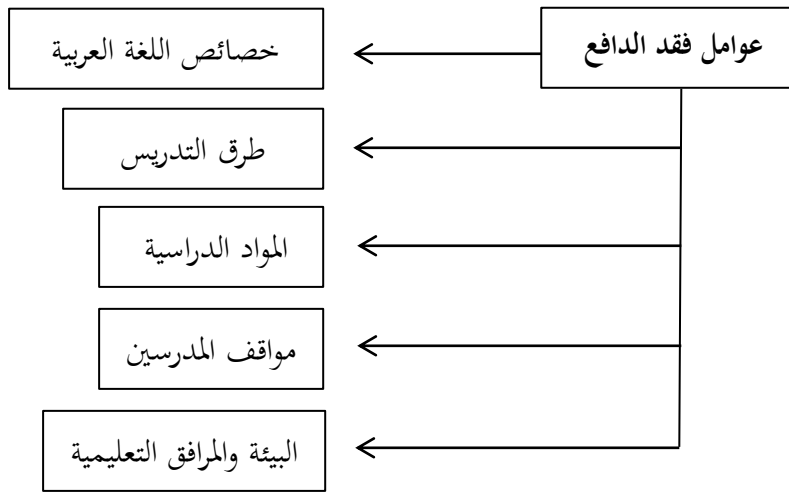 عوامل فقد الدافع
خصائص اللغة العربية
طرق التدريس
المواد الدراسية
مواقف المدرسين
البيئة والمرافق التعليمية